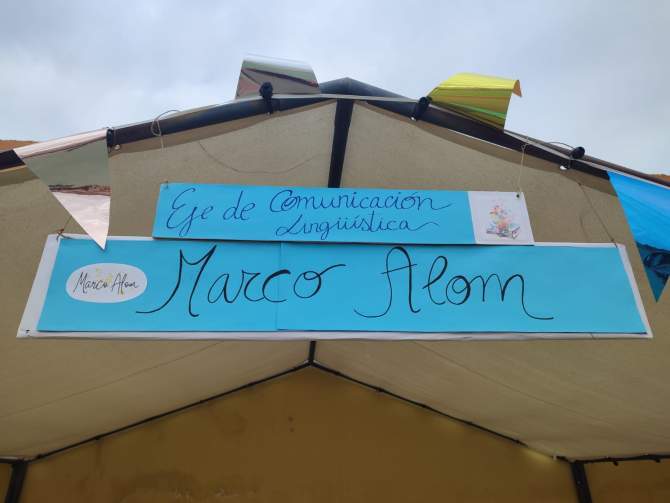 Eje de Comunicación
Lingüística
Marco Alom
Marco Alom